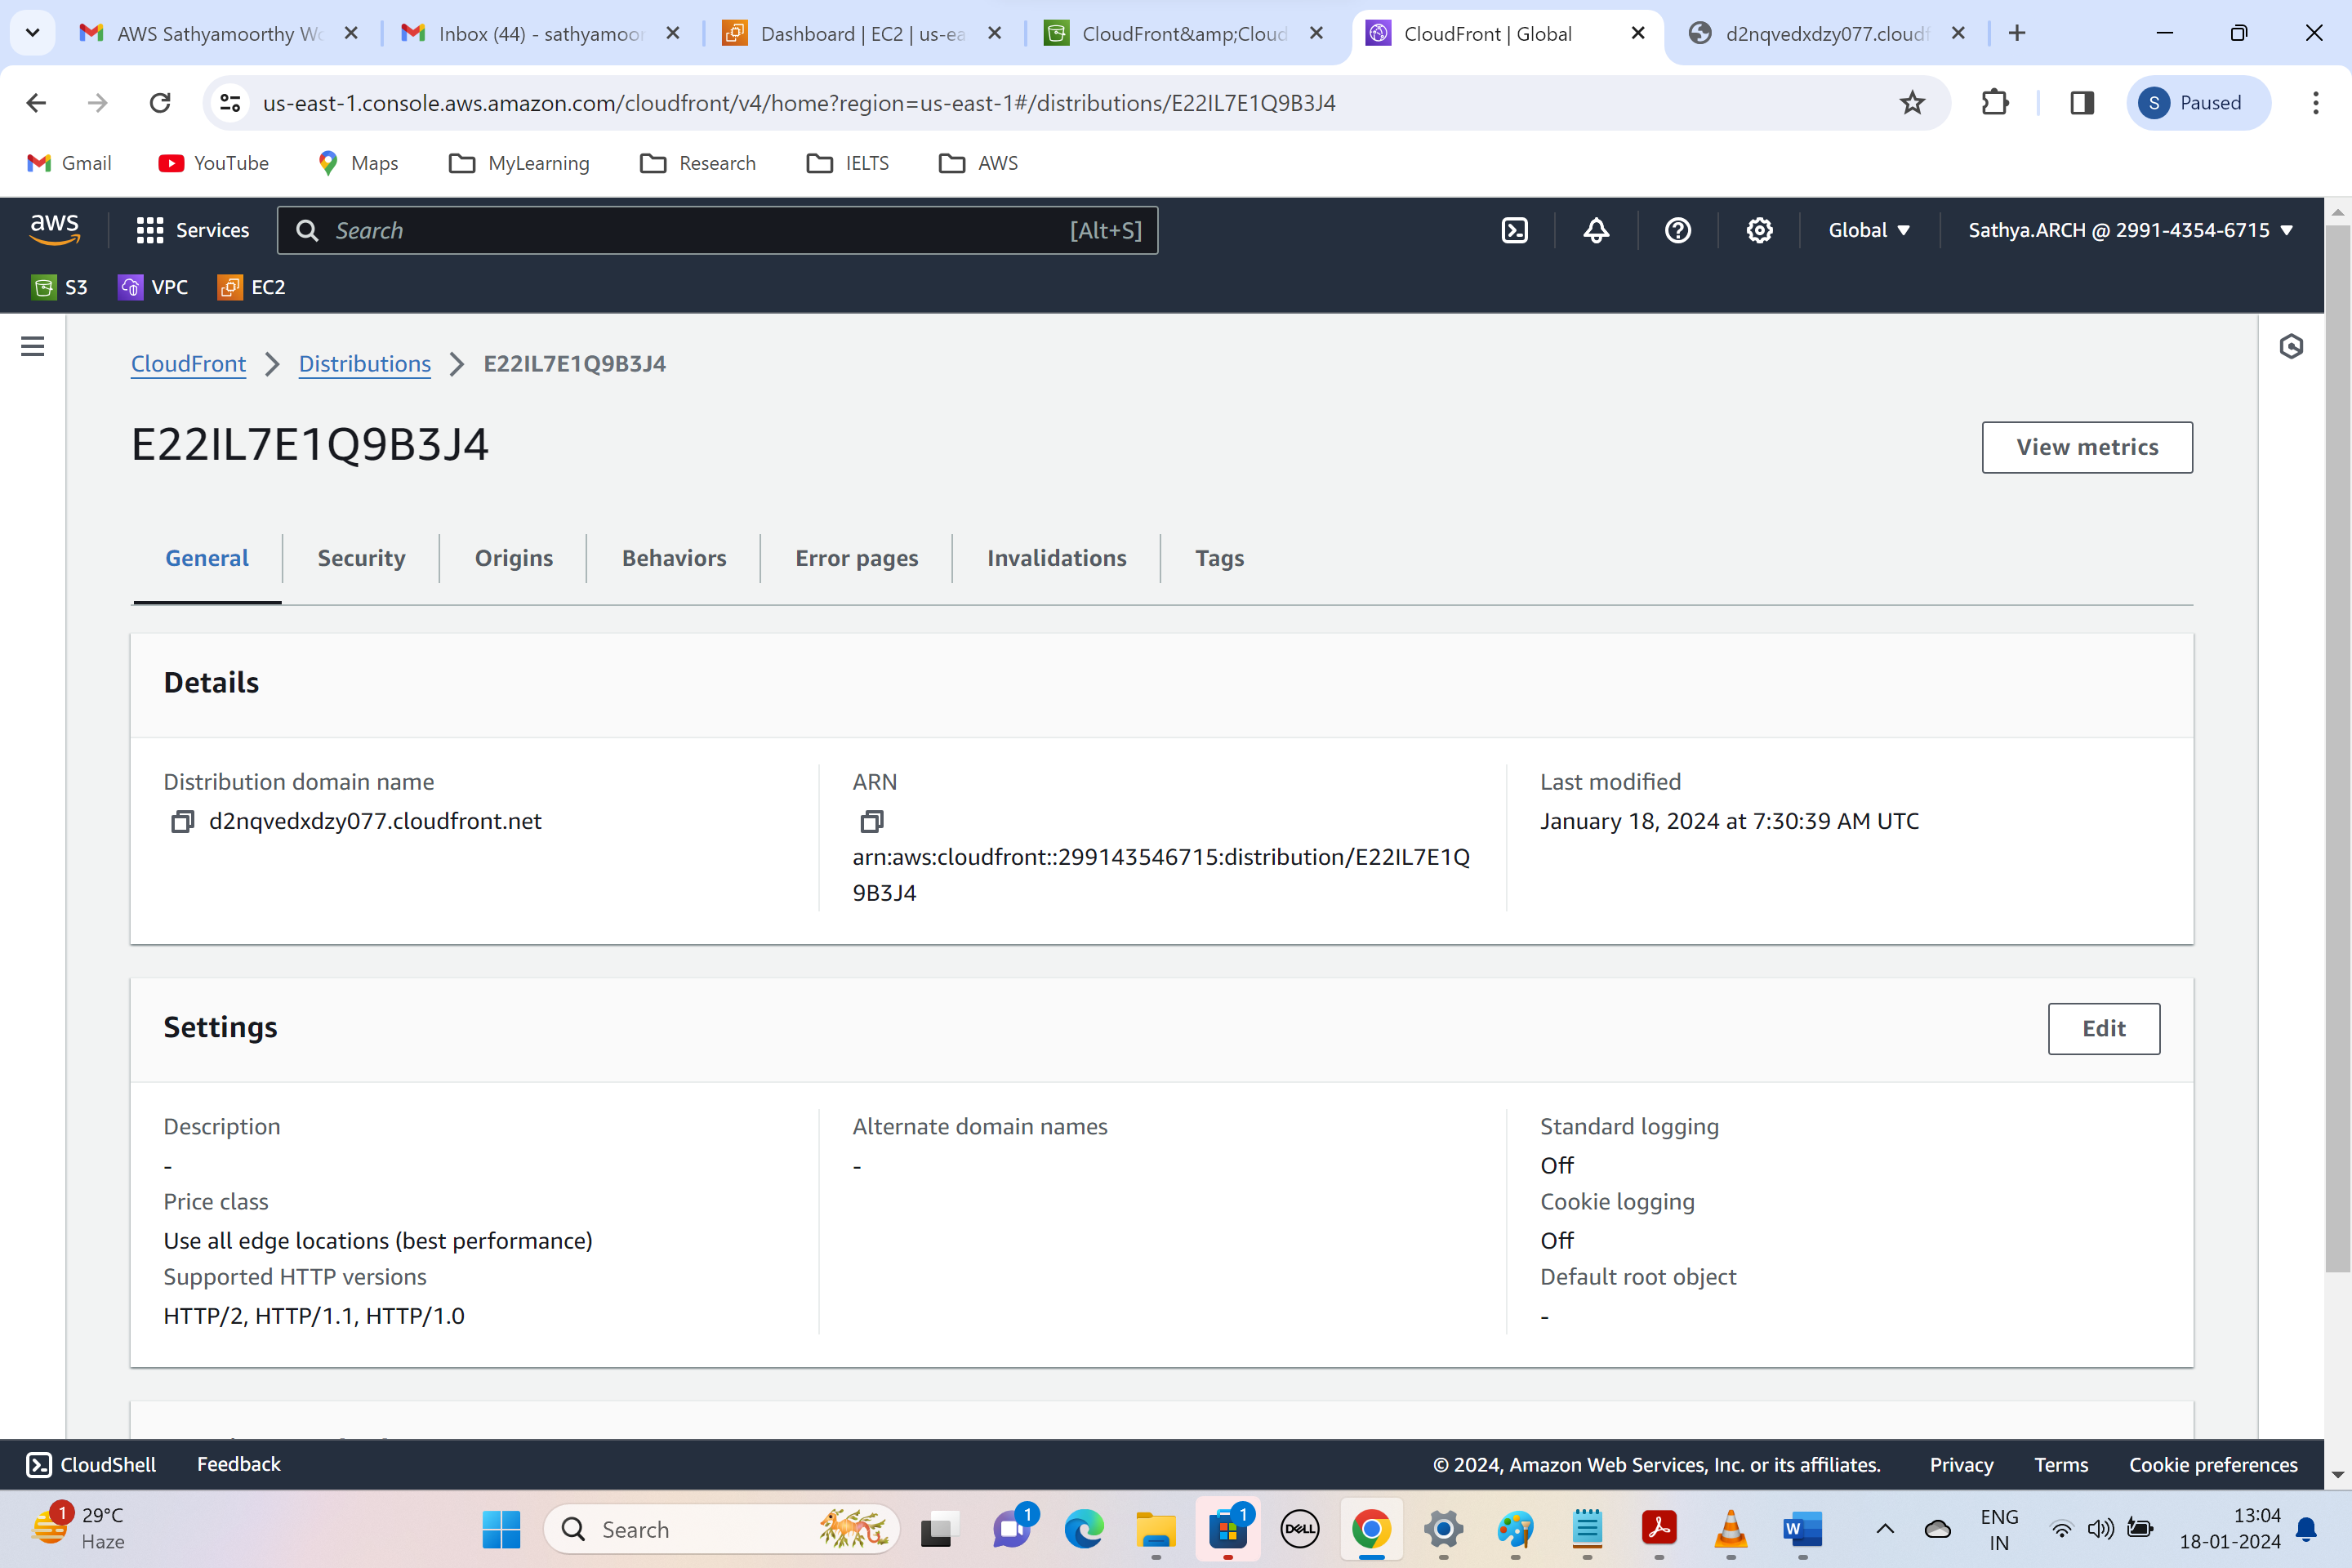 AWS Sathyamoorthy Wo
Inbox (44) - sathyamoor
Dashboard | EC2 | us-ea
CloudFront&amp;Cloud
CloudFront | Global
d2nqvedxdzy077.cloudf
us-east-1.console.aws.amazon.com/cloudfront/v4/home?region=us-east-1#/distributions/E22IL7E1Q9B3J4
S Paused
Gmail YouTube Maps MyLearning Research IELTS AWS
aws Services Search [Alt+S] Global Sathya.ARCH @ 2991-4354-6715
S3 VPC EC2
CloudFront Distributions E22IL7E1Q9B3J4
E22IL7E1Q9B3J4
View metrics
General Security Origins Behaviors Error pages Invalidations Tags
Details
Distribution domain name
d2nqvedxdzy077.cloudfront.net
ARN
arn:aws:cloudfront::299143546715:distribution/E22IL7E1Q
9B3J4
Last modified
January 18, 2024 at 7:30:39 AM UTC
Settings
Edit
Description
-
Price class
Use all edge locations (best performance)
Supported HTTP versions
HTTP/2, HTTP/1.1, HTTP/1.0
Alternate domain names
-
Standard logging
Off
Cookie logging
Off
Default root object
-
CloudShell Feedback © 2024, Amazon Web Services, Inc. or its affiliates. Privacy Terms Cookie preferences
1
29°C
Haze
Search
1
1
DELL
W
ENG
IN
13:04
18-01-2024